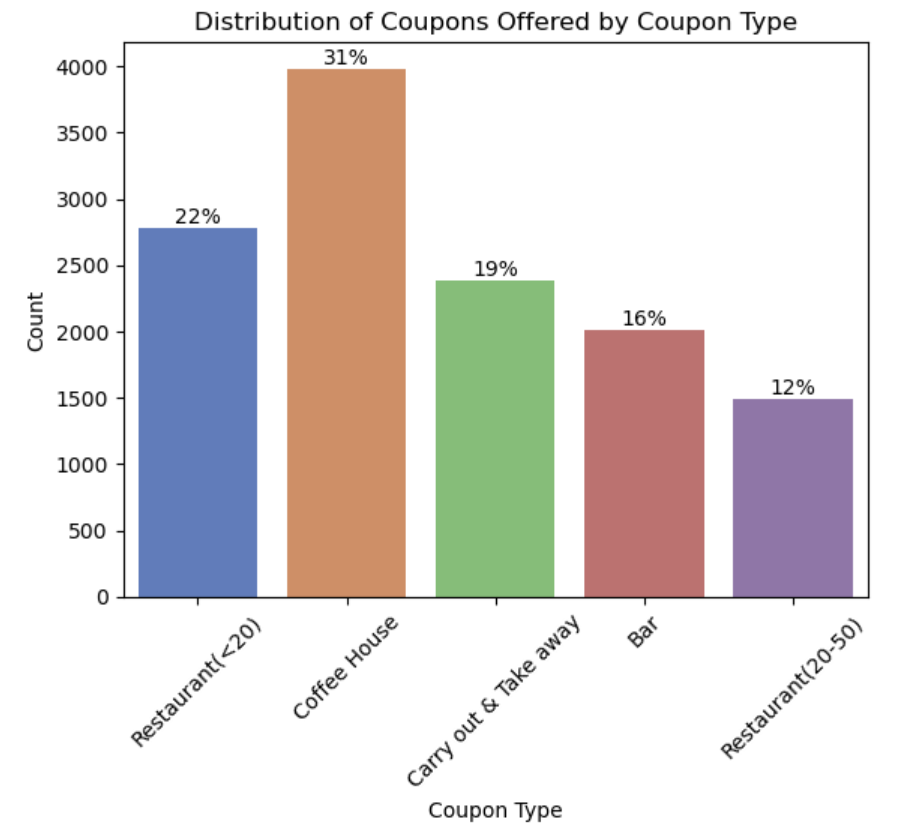 Distribution of Coupons Offered by Coupon Type
31%
22%
19%
16%
12%
4000
3500
3000
2500
2000
1500
1000
500
0
Count
Restaurant(<20)
Coffee House
Carry out & Take away
Bar
Restaurant(20-50)
Coupon Type